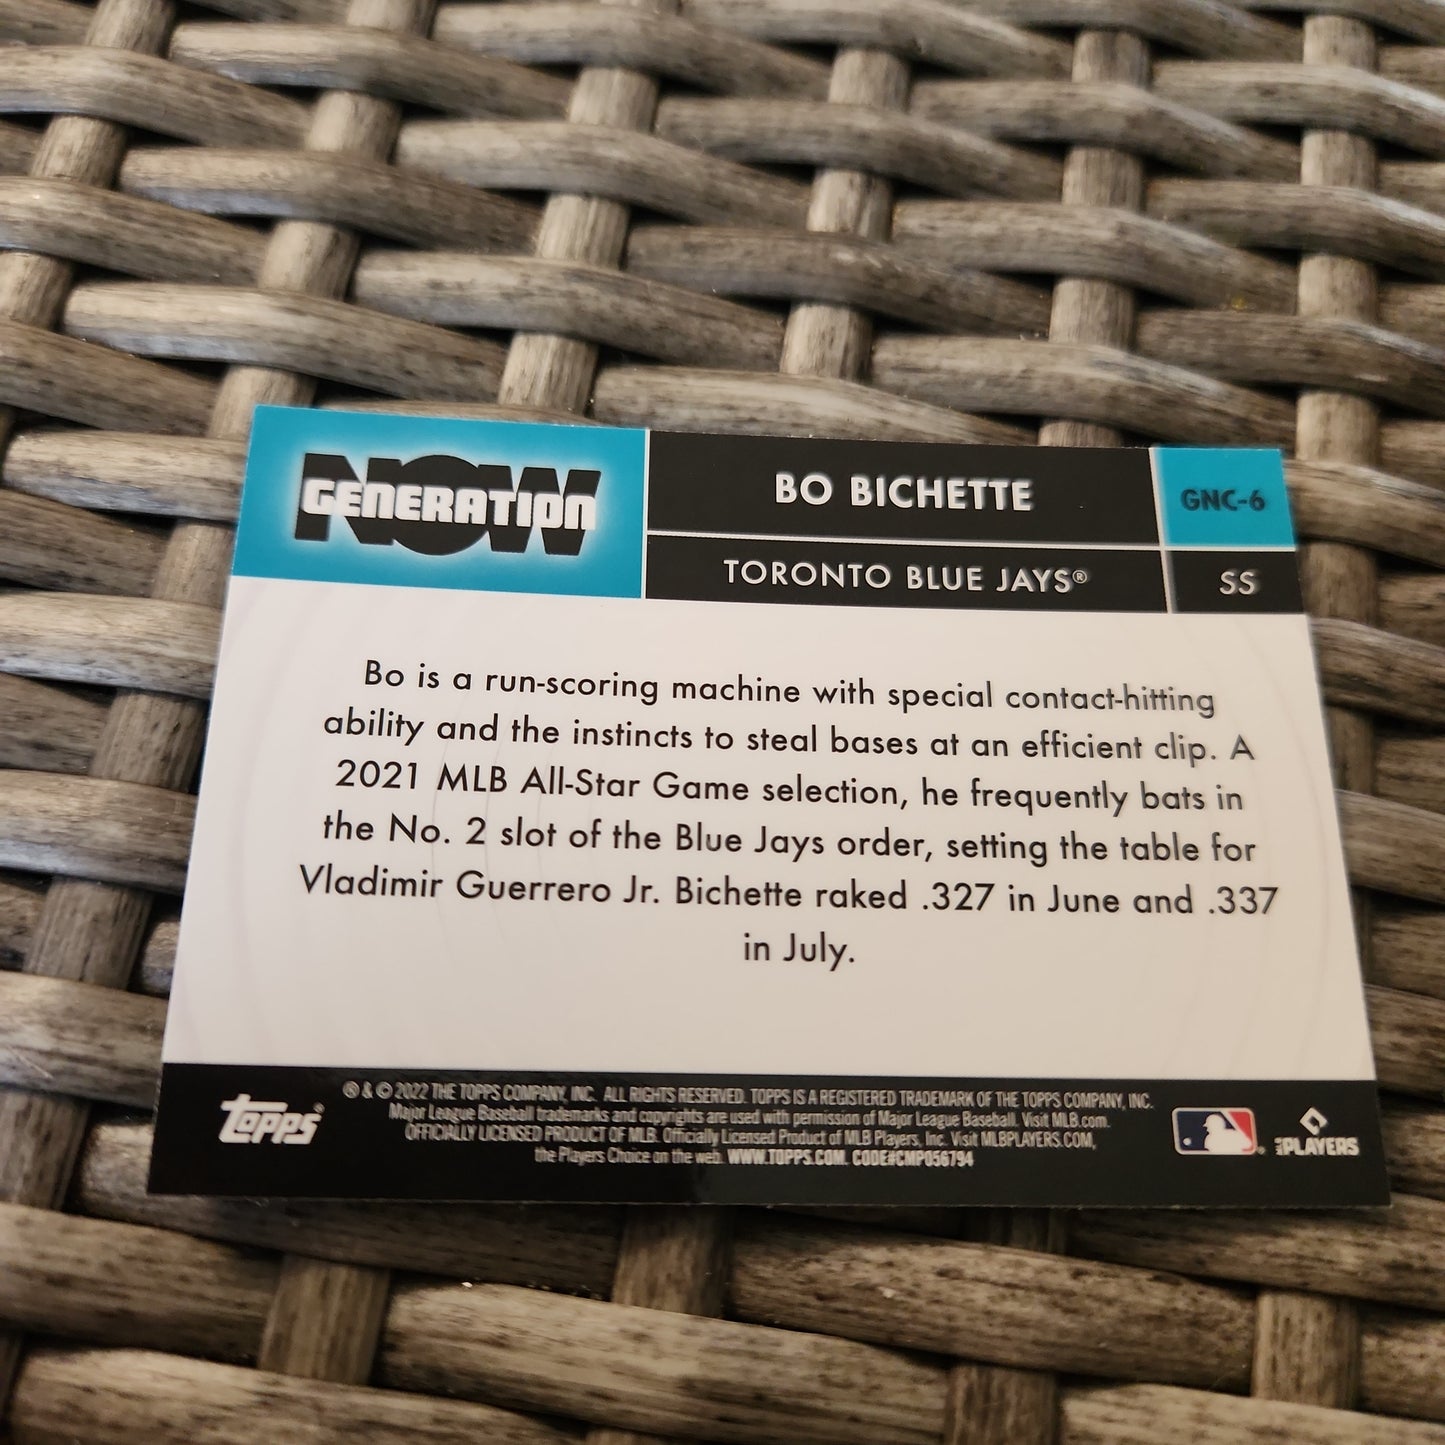 GENERATION NOW
BO BICHETTE
GNC-6
TORONTO BLUE JAYS®
SS
Bo is a run-scoring machine with special contact-hitting
ability and the instincts to steal bases at an efficient clip. A
2021 MLB All-Star Game selection, he frequently bats in
the No. 2 slot of the Blue Jays order, setting the table for
Vladimir Guerrero Jr. Bichette raked .327 in June and .337
in July.
topps®
® & © 2022 THE TOPPS COMPANY, INC. ALL RIGHTS RESERVED. TOPPS IS A REGISTERED TRADEMARK OF THE TOPPS COMPANY, INC.
Major League Baseball trademarks and copyrights are used with permission of Major League Baseball. Visit MLB.com.
OFFICIALLY LICENSED PRODUCT OF MLB. Officially Licensed Product of MLB Players, Inc. Visit MLBPLAYERS.COM,
the Players Choice on the web. WWW.TOPPS.COM. CODE#CMP056794
MLB PLAYERS